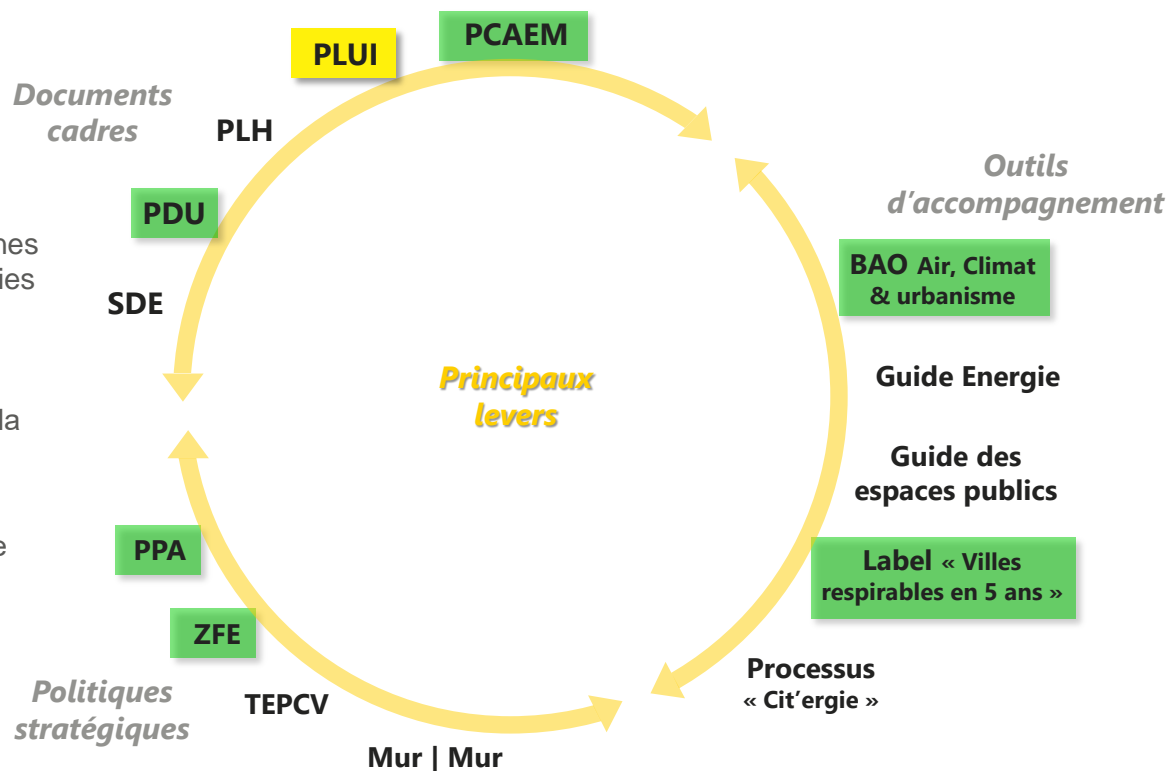 PCAEM
PLUI
Documents
cadres
PLH
PDU
SDE
Outils
d'accompagnement
BAO Air, Climat
& urbanisme
Guide Energie
Guide des
espaces publics
Label « Villes
respirables en 5 ans »
Processus
« Cit'ergie »
Principaux
levers
PPA
ZFE
TEPCV
Mur | Mur
Politiques
stratégiques
la